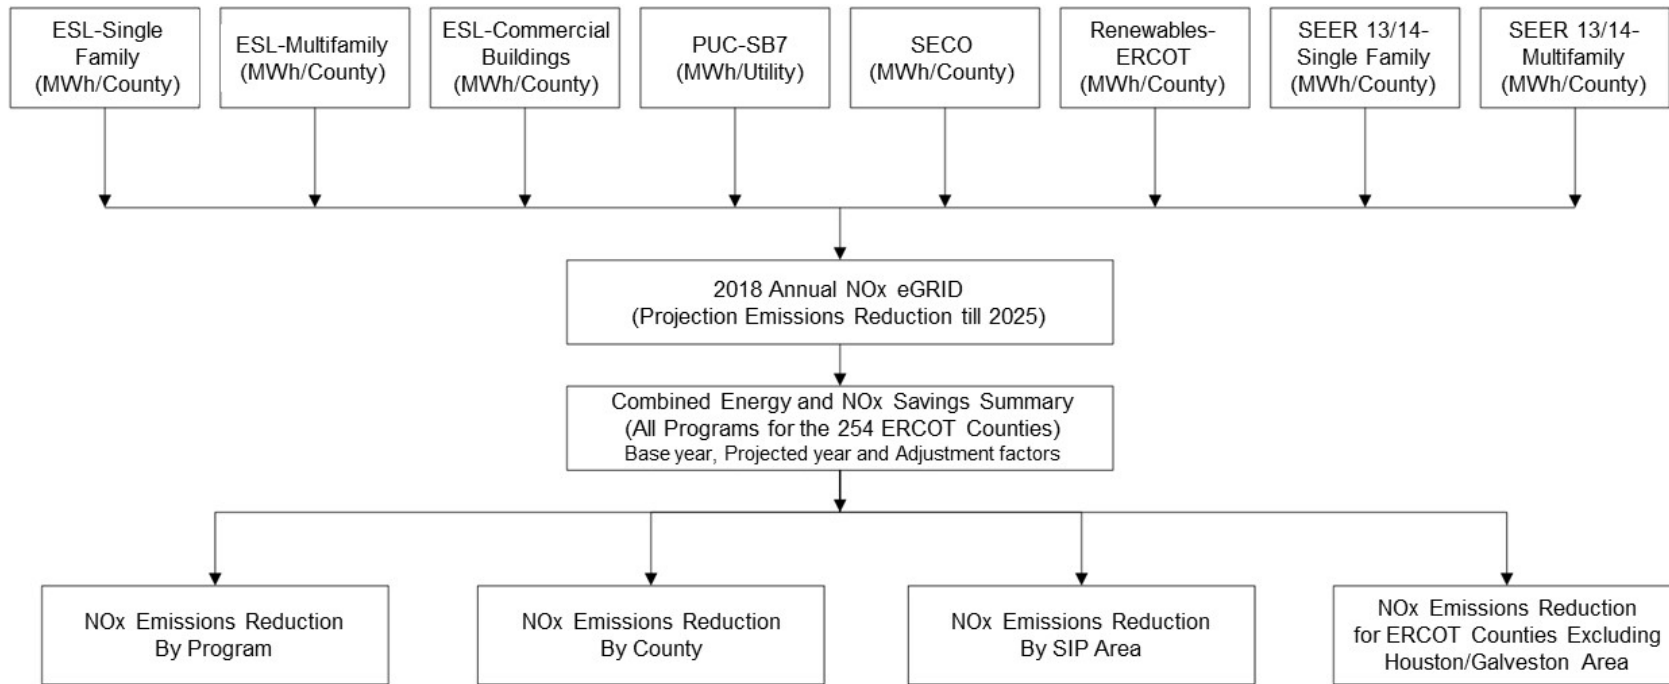 ESL-Single
Family
(MWh/County)
ESL-Multifamily
(MWh/County)
ESL-Commercial
Buildings
(MWh/County)
PUC-SB7
(MWh/Utility)
SECO
(MWh/County)
Renewables-
ERCOT
(MWh/County)
SEER 13/14-
Single Family
(MWh/County)
SEER 13/14-
Multifamily
(MWh/County)
2018 Annual NOx eGRID
(Projection Emissions Reduction till 2025)
Combined Energy and NOx Savings Summary
(All Programs for the 254 ERCOT Counties)
Base year, Projected year and Adjustment factors
NOx Emissions Reduction
By Program
NOx Emissions Reduction
By County
NOx Emissions Reduction
By SIP Area
NOx Emissions Reduction
for ERCOT Counties Excluding
Houston/Galveston Area